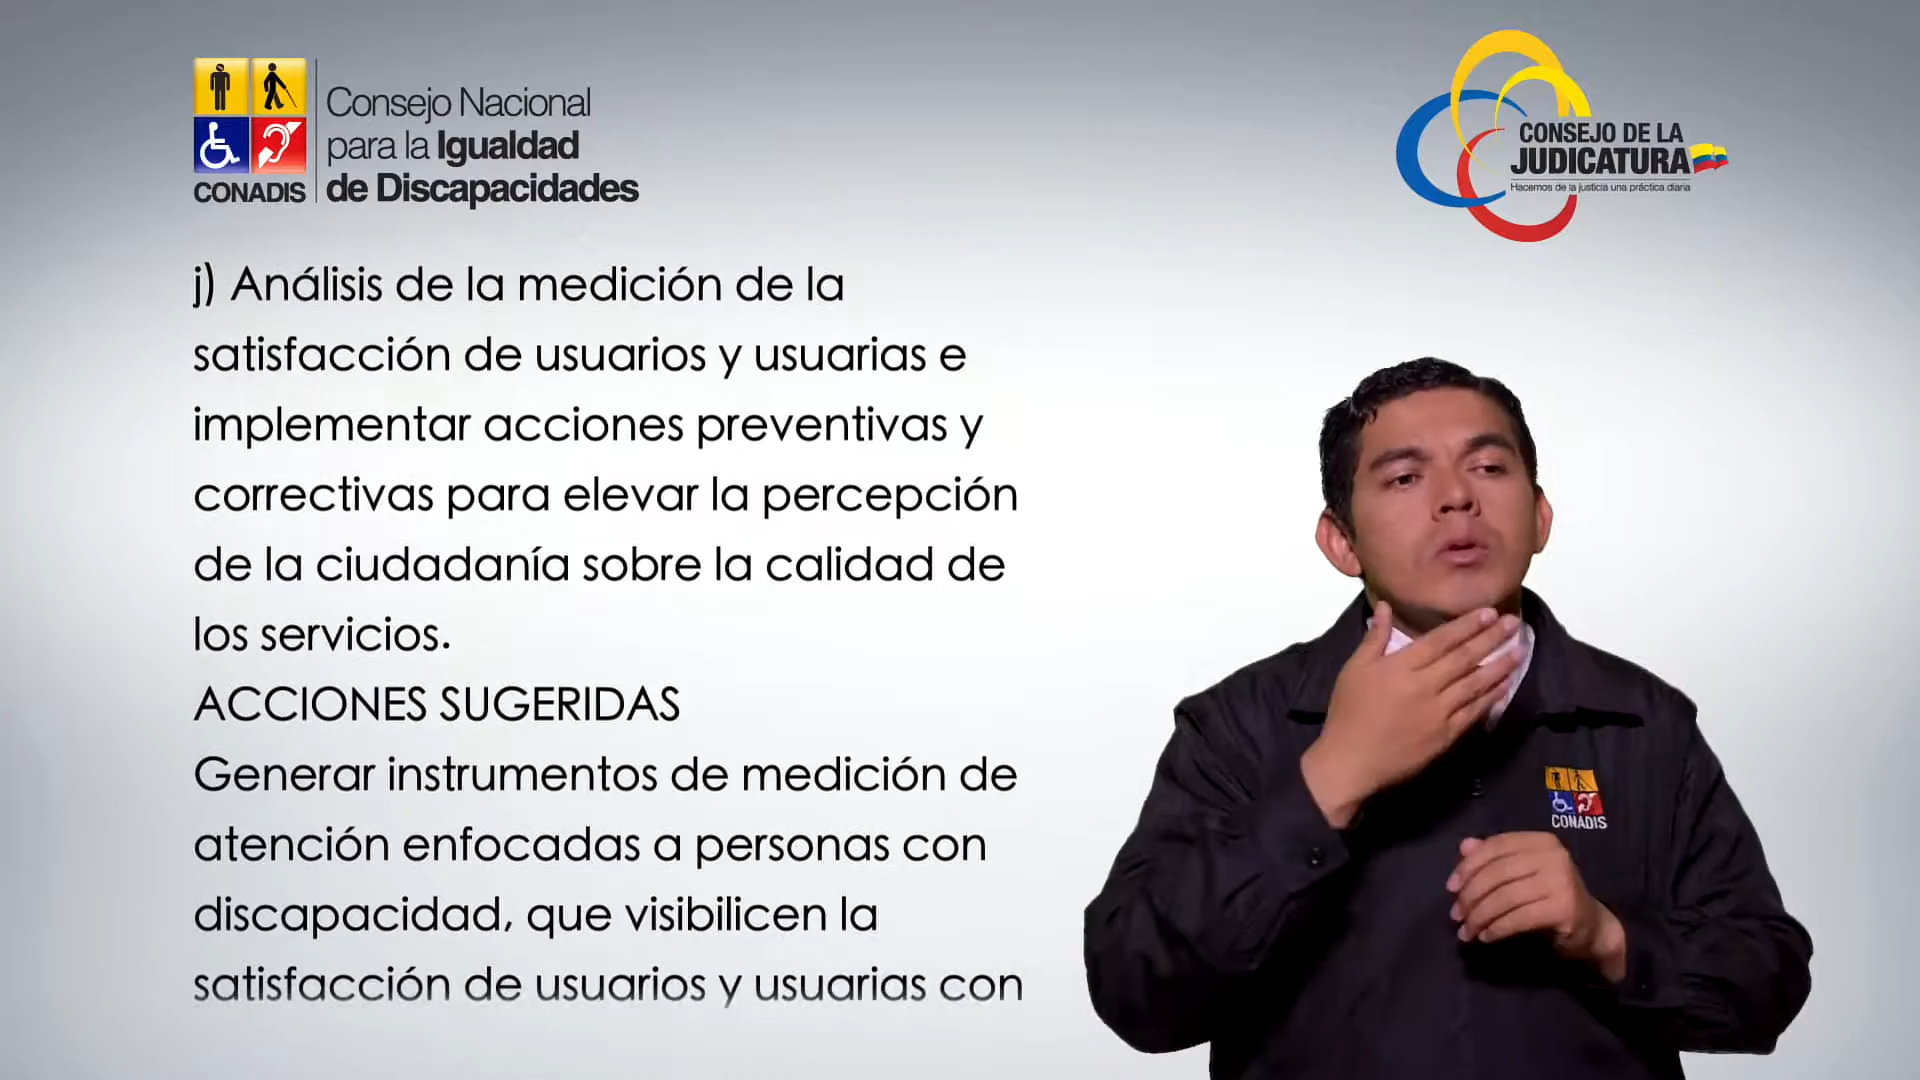 Consejo Nacional
para la Igualdad
de Discapacidades
CONADIS
CONSEJO DE LA
JUDICATURA
Hacemos de la justicia una práctica diaria
j) Análisis de la medición de la
satisfacción de usuarios y usuarias e
implementar acciones preventivas y
correctivas para elevar la percepción
de la ciudadanía sobre la calidad de
los servicios.
ACCIONES SUGERIDAS
Generar instrumentos de medición de
atención enfocadas a personas con
discapacidad, que visibilicen la
satisfacción de usuarios y usuarias con
CONADIS